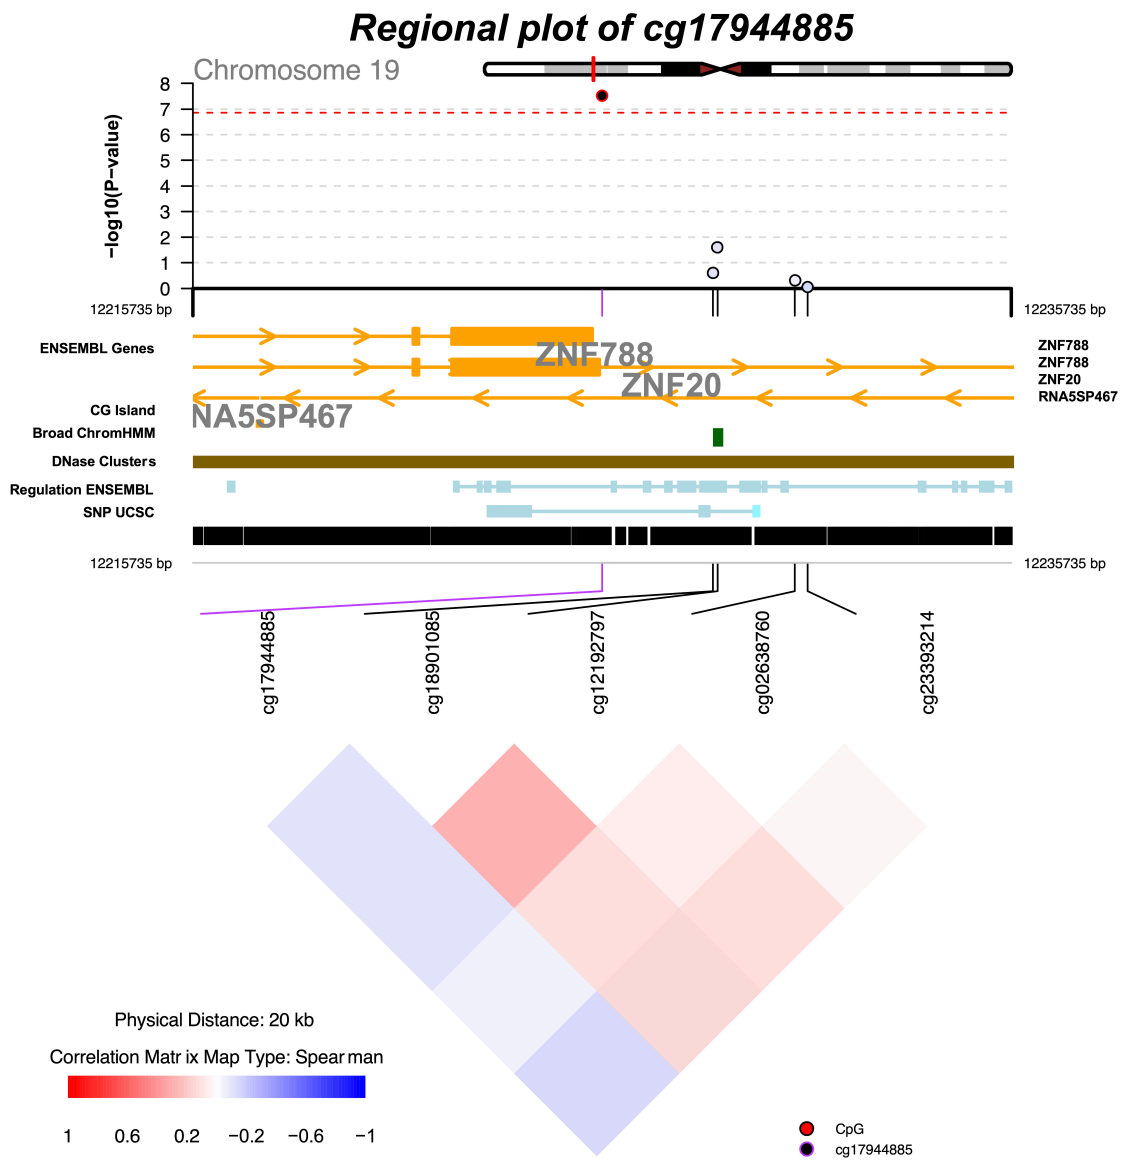 Regional plot of cg17944885
Chromosome 19
8
7
6
5
4
3
2
1
0
−log10(P−value)
12215735 bp
12235735 bp
ENSEMBL Genes
ZNF788
ZNF20
NA5SP467
ZNF788
ZNF788
ZNF20
RNA5SP467
CG Island
Broad ChromHMM
DNase Clusters
Regulation ENSEMBL
SNP UCSC
12215735 bp
12235735 bp
cg17944885
cg18901085
cg12192797
cg02638760
cg23393214
Physical Distance: 20 kb
Correlation Matr ix Map Type: Spear man
1 0.6 0.2 −0.2 −0.6 −1
CpG
cg17944885